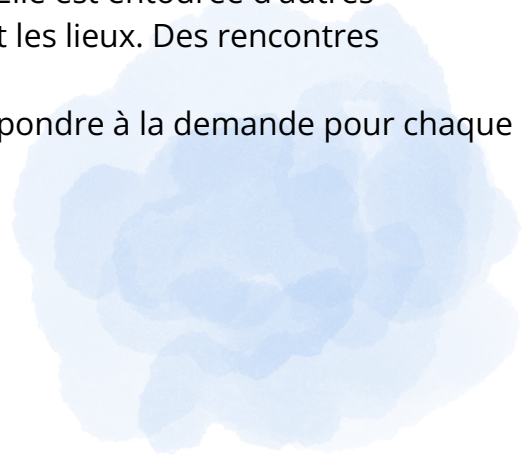 Elle est entourée d'autres
t les lieux. Des rencontres
pondre à la demande pour chaque